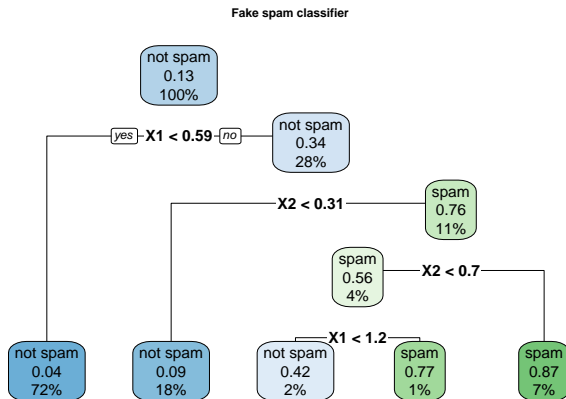 Fake spam classifier
not spam
0.13
100%
yes X1 < 0.59 no
not spam
0.34
28%
X2 < 0.31
spam
0.76
11%
spam
0.56
4%
X2 < 0.7
X1 < 1.2
not spam
0.04
72%
not spam
0.09
18%
not spam
0.42
2%
spam
0.77
1%
spam
0.87
7%